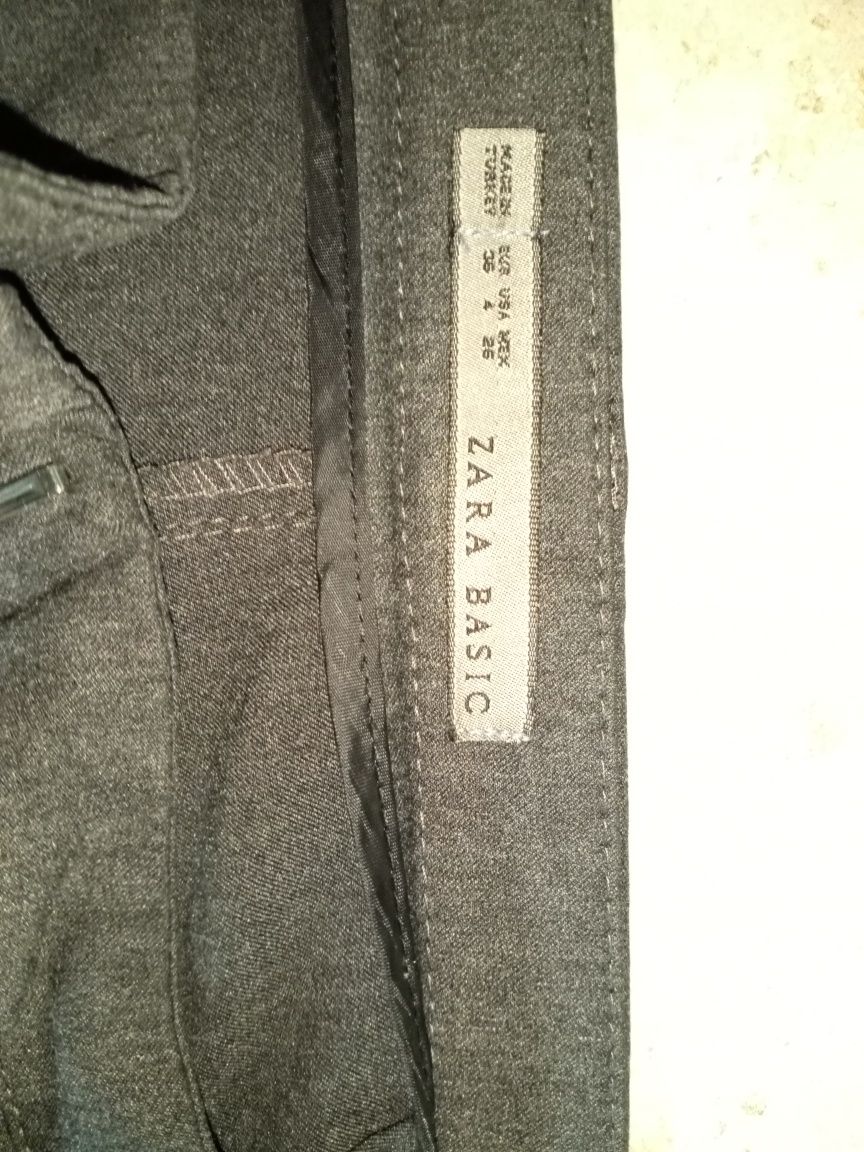 MADE IN
TURKEY
EUR USA MEX
36 4 26
ZARA BASIC